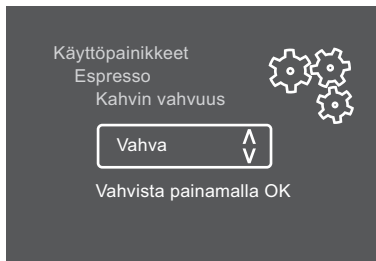 Käyttöpainikkeet
Espresso
Kahvin vahvuus
Vahva
Vahvista painamalla OK